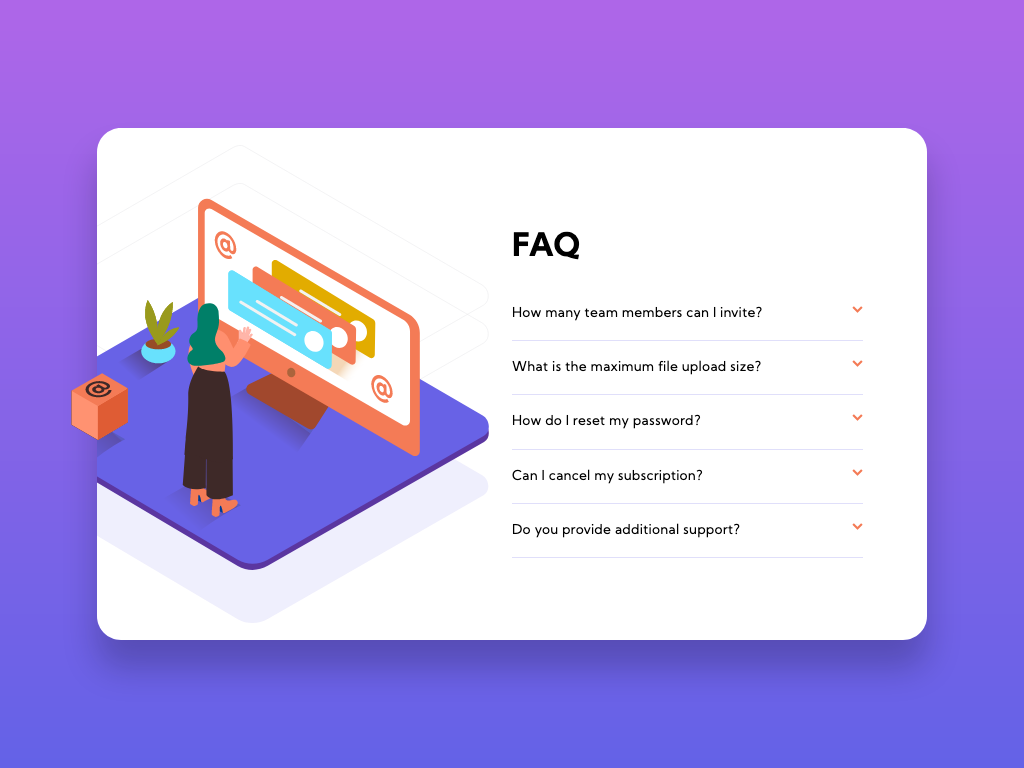 @
@
@
FAQ
How many team members can I invite?
What is the maximum file upload size?
How do I reset my password?
Can I cancel my subscription?
Do you provide additional support?